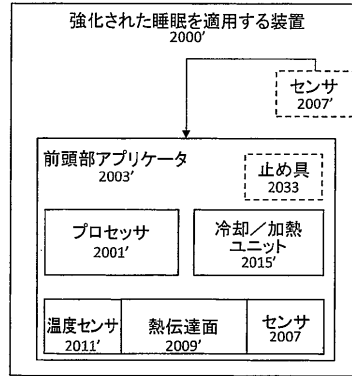 強化された睡眠を適用する装置
2000'
センサ
2007'
前頭部アプリケータ
2003'
止め具
2033
プロセッサ
2001'
冷却/加熱
ユニット
2015'
温度センサ
2011'
熱伝達面
2009'
センサ
2007